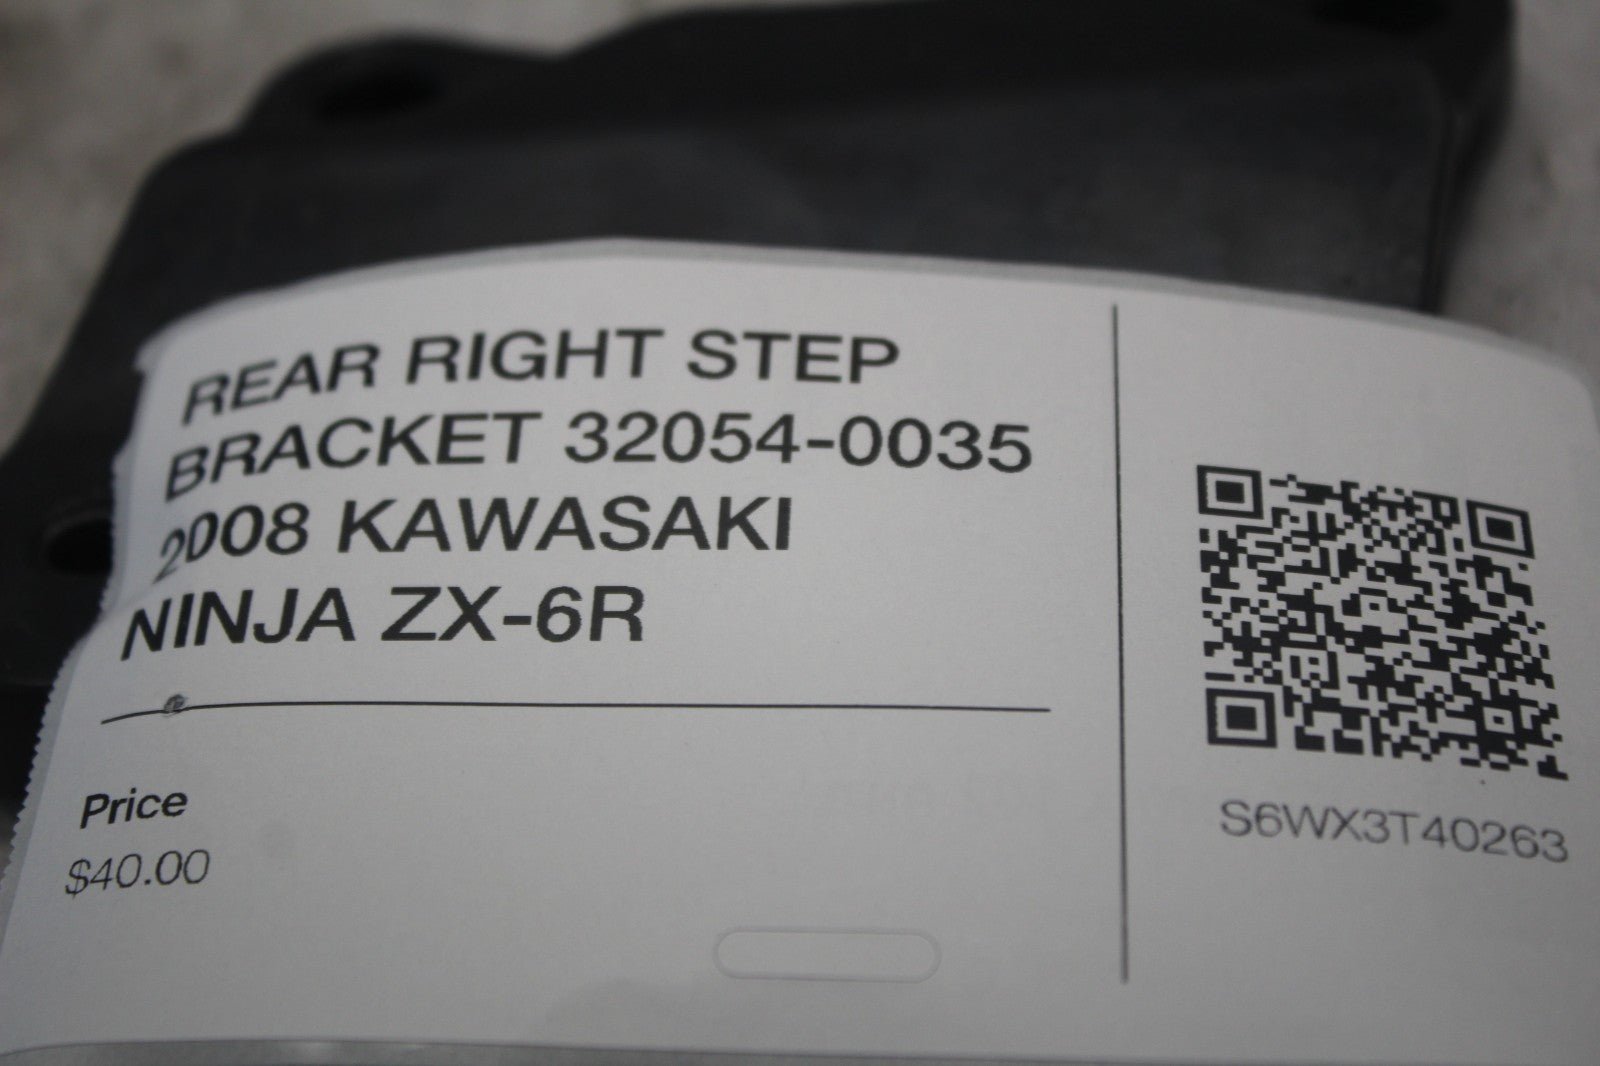 REAR RIGHT STEP
BRACKET 32054-0035
2008 KAWASAKI
NINJA ZX-6R
Price
$40.00
S6WX3T40263